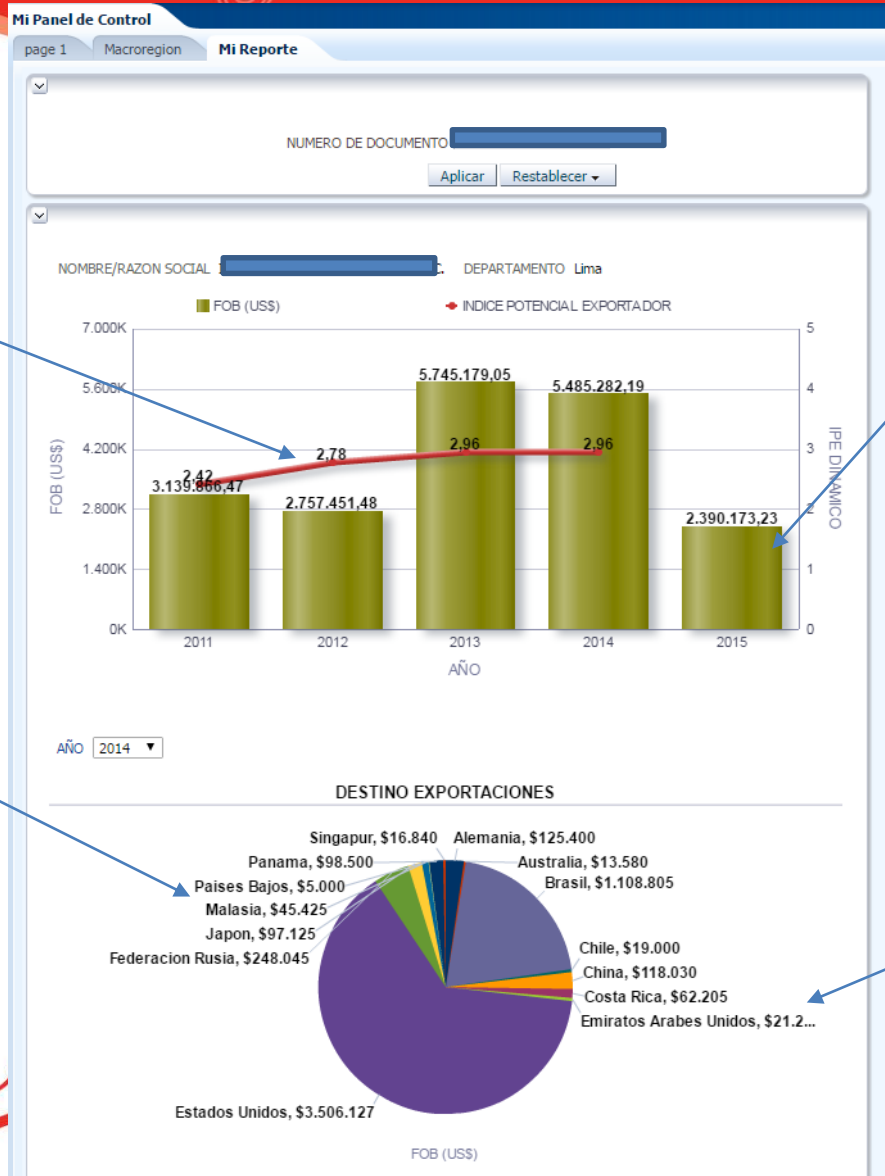 Mi Panel de Control
page 1 Macroregion Mi Reporte
NUMERO DE DOCUMENTO
Aplicar Restablecer
NOMBRE/RAZON SOCIAL C. DEPARTAMENTO Lima
FOB (US$) INDICE POTENCIAL EXPORTADOR
7.000K 5
5.600K 4
4.200K 3
2.800K 2
1.400K 1
0K 0
FOB (US$)
IPE DINAMICO
5.745.179,05
5.485.282,19
2,96 2,96
2,78
2,42
3.139.866,47
2.757.451,48
2.390.173,23
2011 2012 2013 2014 2015
AÑO
AÑO 2014
DESTINO EXPORTACIONES
Singapur, $16.840 Alemania, $125.400
Panama, $98.500 Australia, $13.580
Paises Bajos, $5.000 Brasil, $1.108.805
Malasia, $45.425
Japon, $97.125
Federacion Rusia, $248.045
Chile, $19.000
China, $118.030
Costa Rica, $62.205
Emiratos Arabes Unidos, $21.2...
Estados Unidos, $3.506.127
FOB (US$)